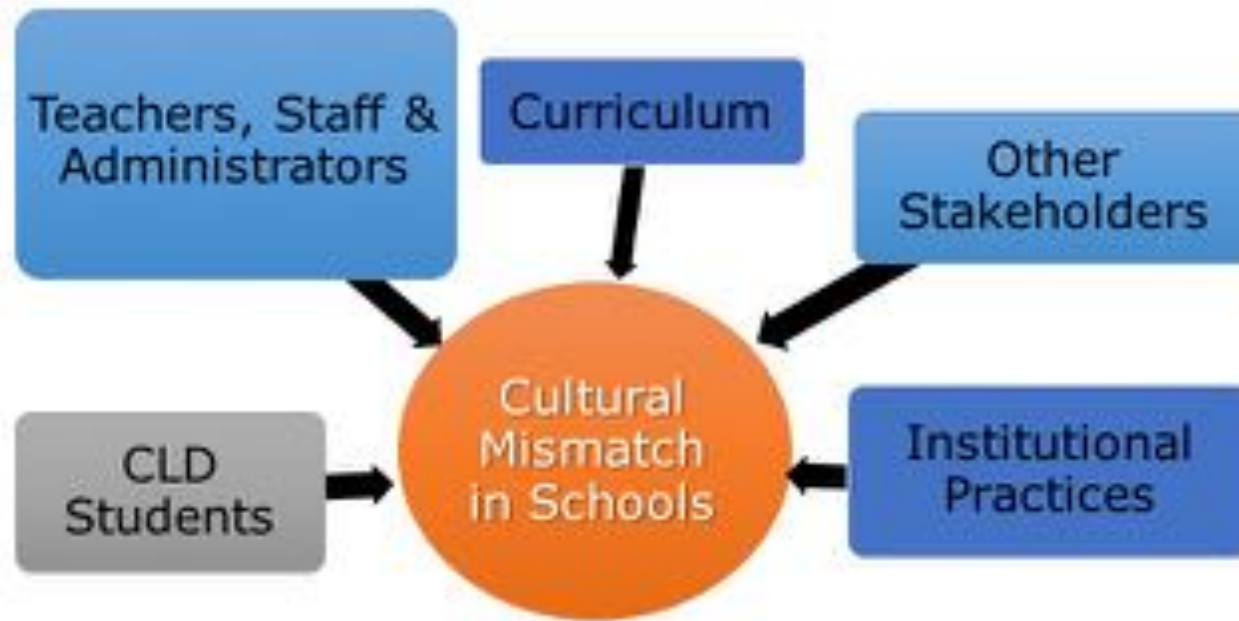 Teachers, Staff &
Administrators
Curriculum
Other
Stakeholders
CLD
Students
Cultural
Mismatch
in Schools
Institutional
Practices